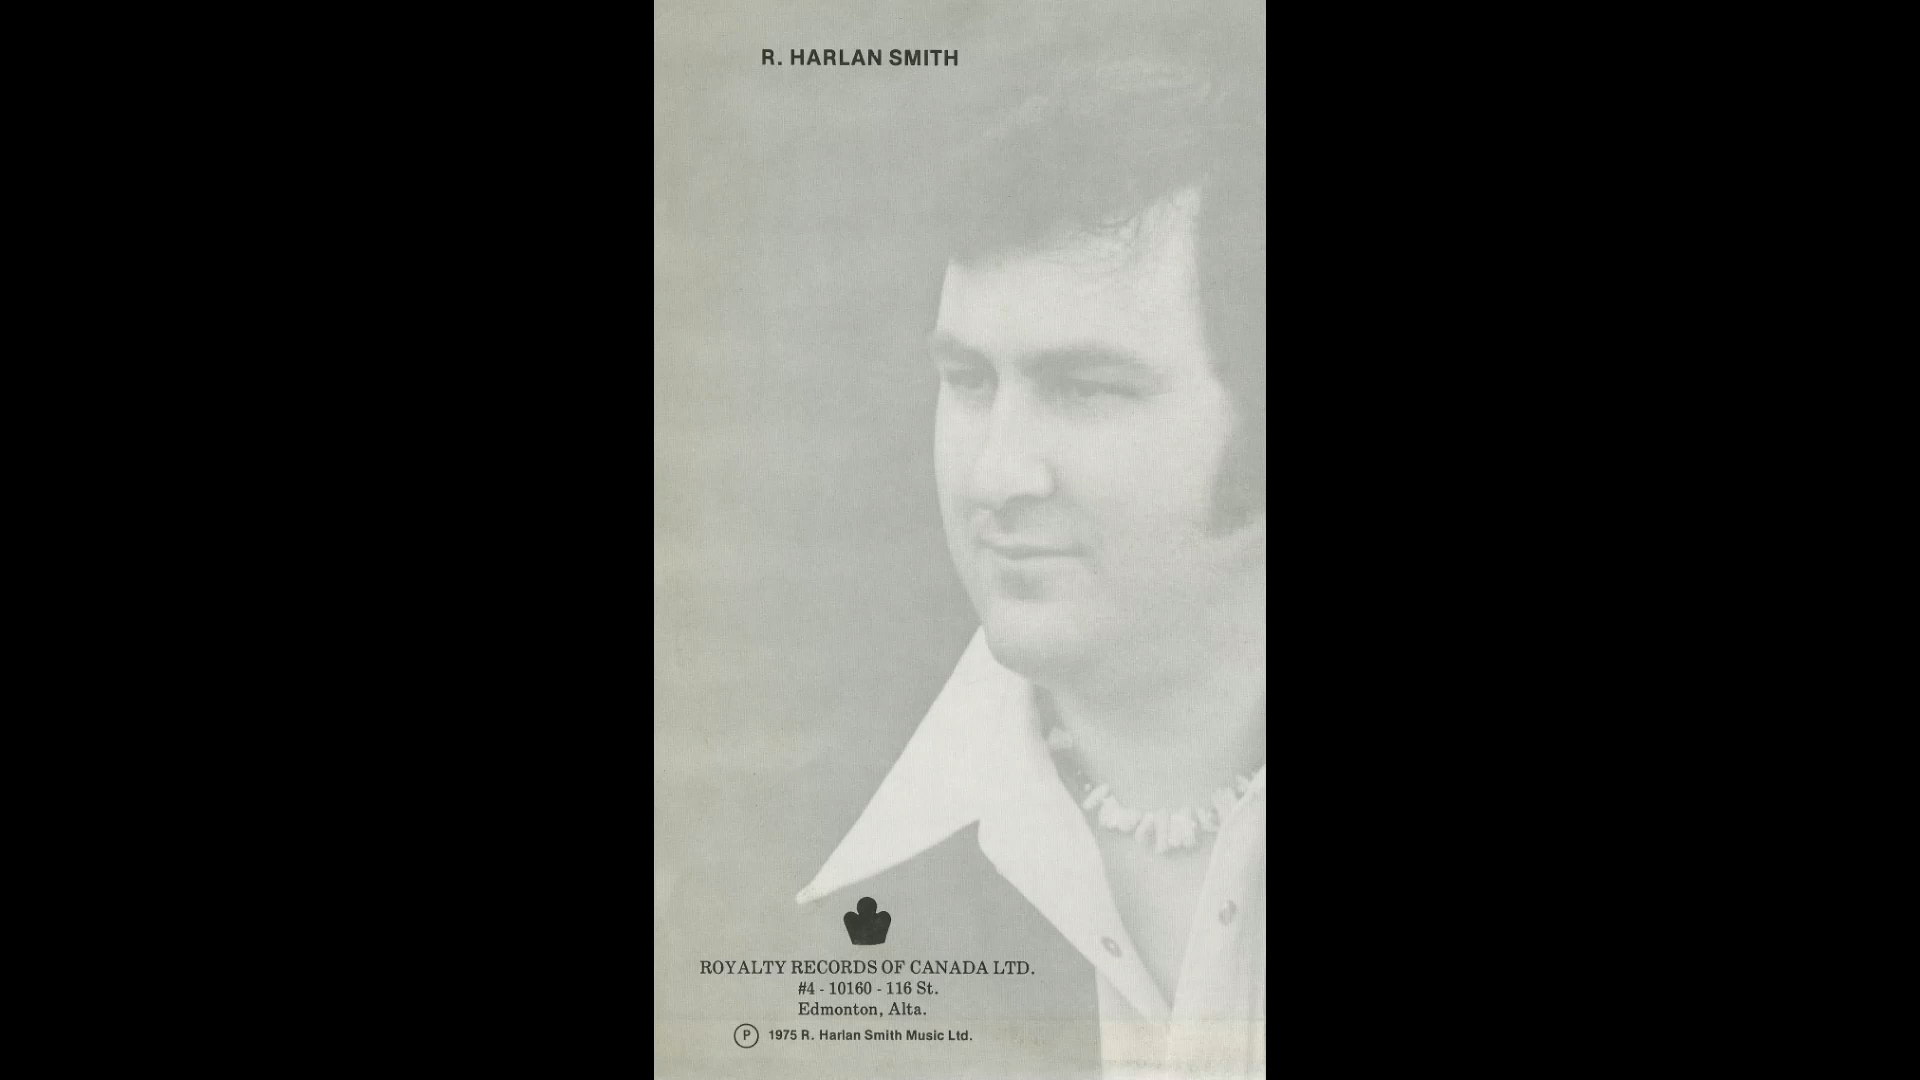 R. HARLAN SMITH
ROYALTY RECORDS OF CANADA LTD.
#4 - 10160 - 116 St.
Edmonton, Alta.
Ⓟ 1975 R. Harlan Smith Music Ltd.